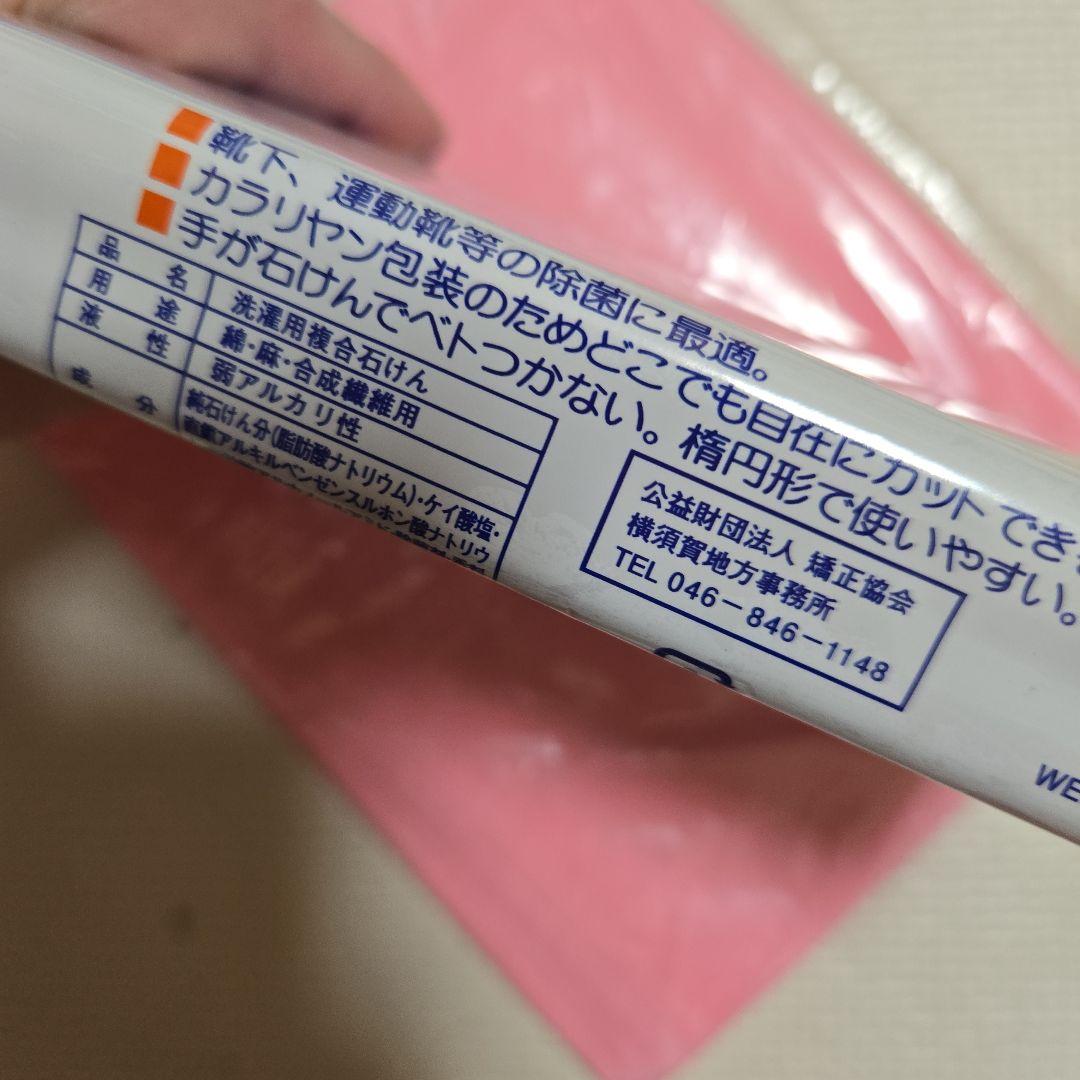 靴下、運動靴等の除菌に最適。
カラリヤン包装のためどこでも自在にカットでき
手が石けんでベトつかない。楕円形で使いやすい。
品名 洗濯用複合石けん
用途 綿・麻・合成繊維用
液性 弱アルカリ性
成分 純石けん分(脂肪酸ナトリウム)・ケイ酸塩・
直鎖アルキルベンゼンスルホン酸ナトリウ
公益財団法人 矯正協会
横須賀地方事務所
TEL 046-846-1148
WE